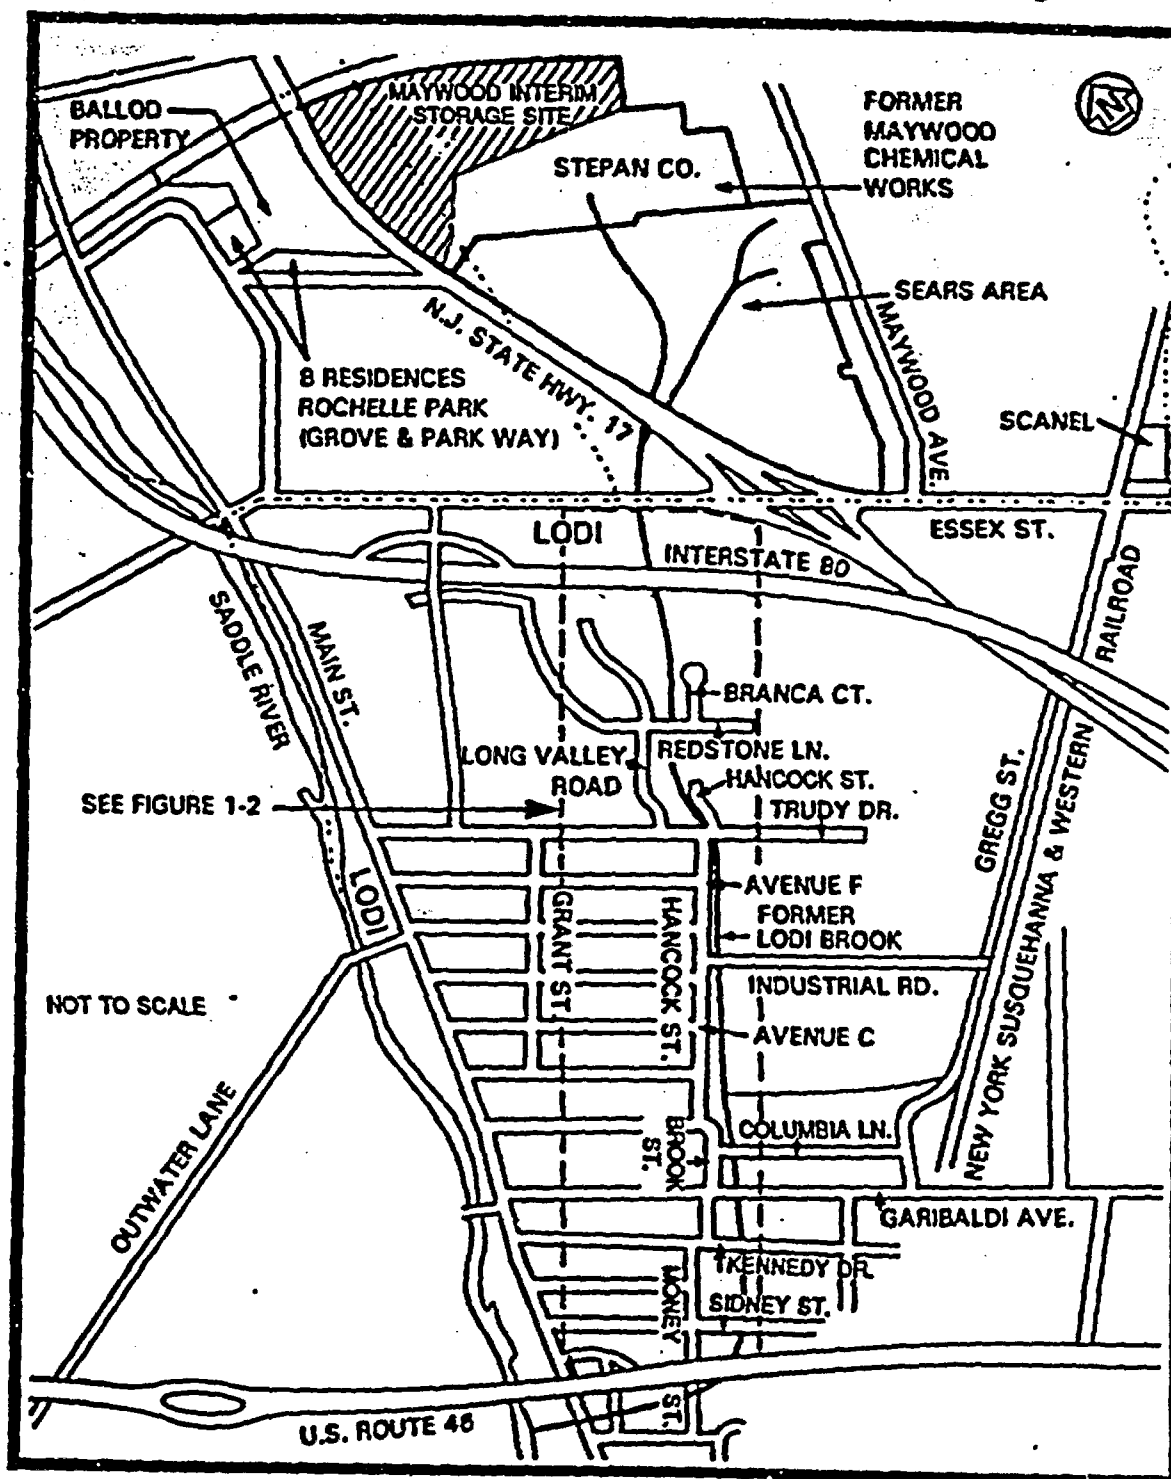 BALLOD
PROPERTY
MAYWOOD INTERIM
STORAGE SITE
STEPAN CO.
FORMER
MAYWOOD
CHEMICAL
WORKS
SEARS AREA
MAYWOOD AVE.
N.J. STATE HWY. 17
8 RESIDENCES
ROCHELLE PARK
(GROVE & PARK WAY)
SCANEL
LODI
ESSEX ST.
INTERSTATE 80
SADDLE RIVER
MAIN ST.
BRANCA CT.
REDSTONE LN.
LONG VALLEY
ROAD
HANCOCK ST.
TRUDY DR.
SEE FIGURE 1-2
GREGG ST.
NEW YORK SUSQUEHANNA & WESTERN RAILROAD
LODI
GRANT ST.
HANCOCK ST.
AVENUE F
FORMER
LODI BROOK
INDUSTRIAL RD.
AVENUE C
NOT TO SCALE
OUTWATER LANE
BROOK
ST.
COLUMBIA LN.
GARIBALDI AVE.
KENNEDY DR.
SIDNEY ST.
MONEY ST.
U.S. ROUTE 46